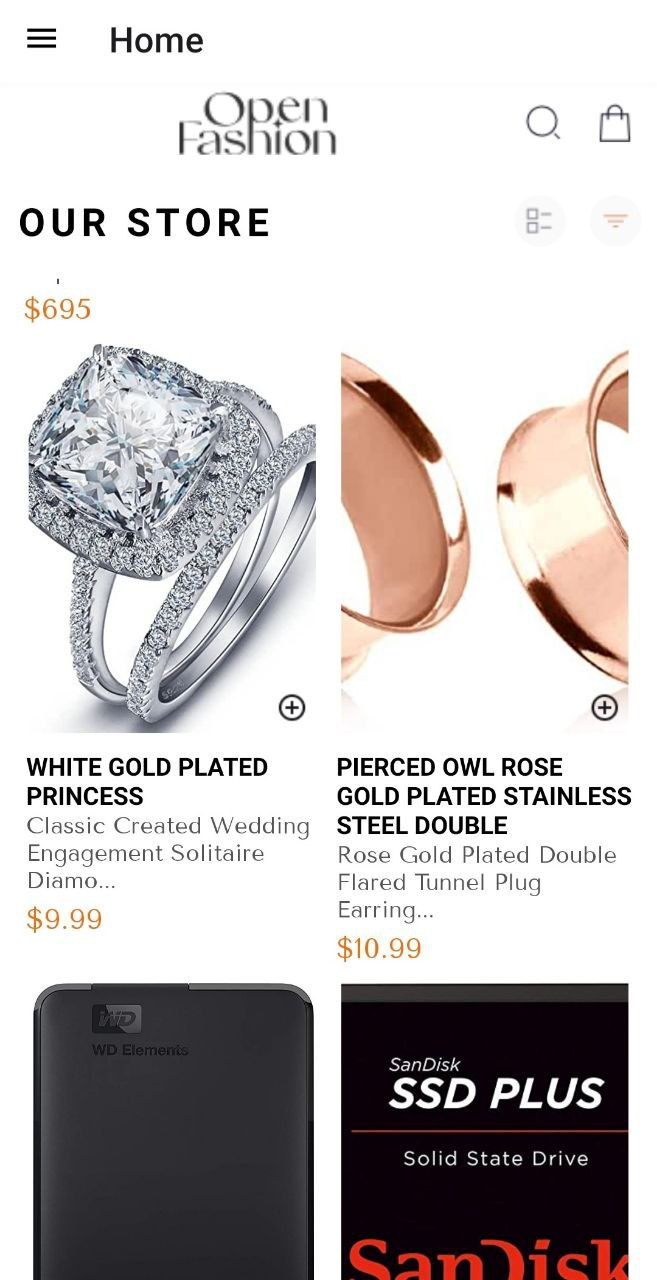 Home
Open
Fashion
OUR STORE
$695
WHITE GOLD PLATED
PRINCESS
Classic Created Wedding
Engagement Solitaire
Diamo...
$9.99
PIERCED OWL ROSE
GOLD PLATED STAINLESS
STEEL DOUBLE
Rose Gold Plated Double
Flared Tunnel Plug
Earring...
$10.99
WD
WD Elements
SanDisk
SSD PLUS
Solid State Drive
SanDisk